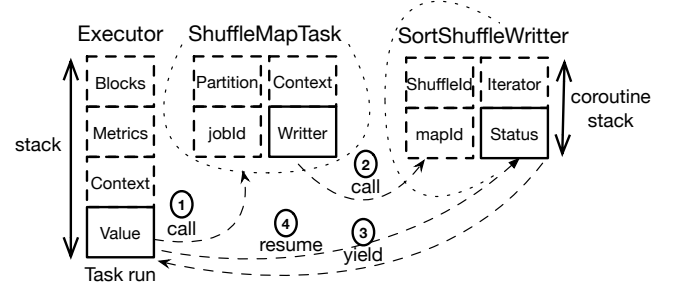 Executor ShuffleMapTask SortShuffleWritter
Blocks Partition Context ShuffleId Iterator
Metrics jobId Writter mapId Status
stack
coroutine
stack
Context
Value
1
call
2
call
4
resume
3
yield
Task run